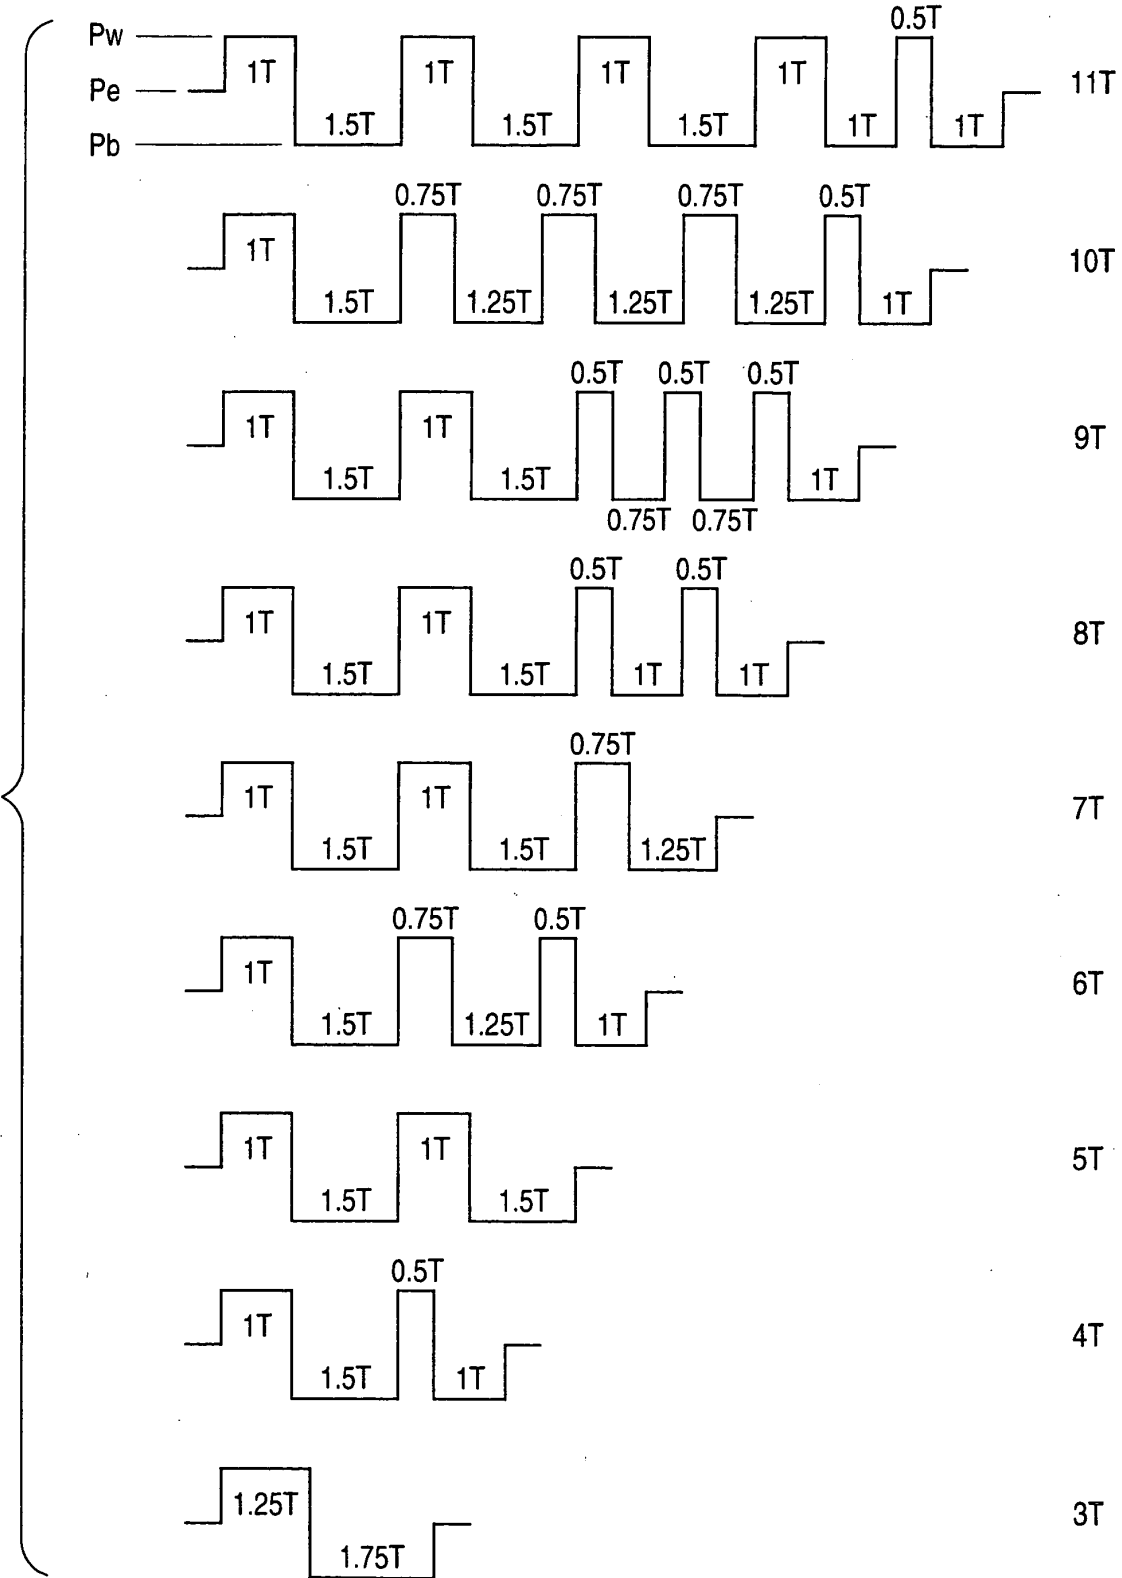 0.5T
Pw
1T 1T 1T 1T
11T
Pe
1.5T 1.5T 1.5T 1T 1T
Pb
0.75T 0.75T 0.75T 0.5T
1T
10T
1.5T 1.25T 1.25T 1.25T 1T
0.5T 0.5T 0.5T
1T 1T
9T
1.5T 1.5T 1T
0.75T 0.75T
0.5T 0.5T
1T 1T
8T
1.5T 1.5T 1T 1T
0.75T
1T 1T
7T
1.5T 1.5T 1.25T
0.75T 0.5T
1T
6T
1.5T 1.25T 1T
1T 1T
5T
1.5T 1.5T
0.5T
1T
4T
1.5T 1T
1.25T
3T
1.75T